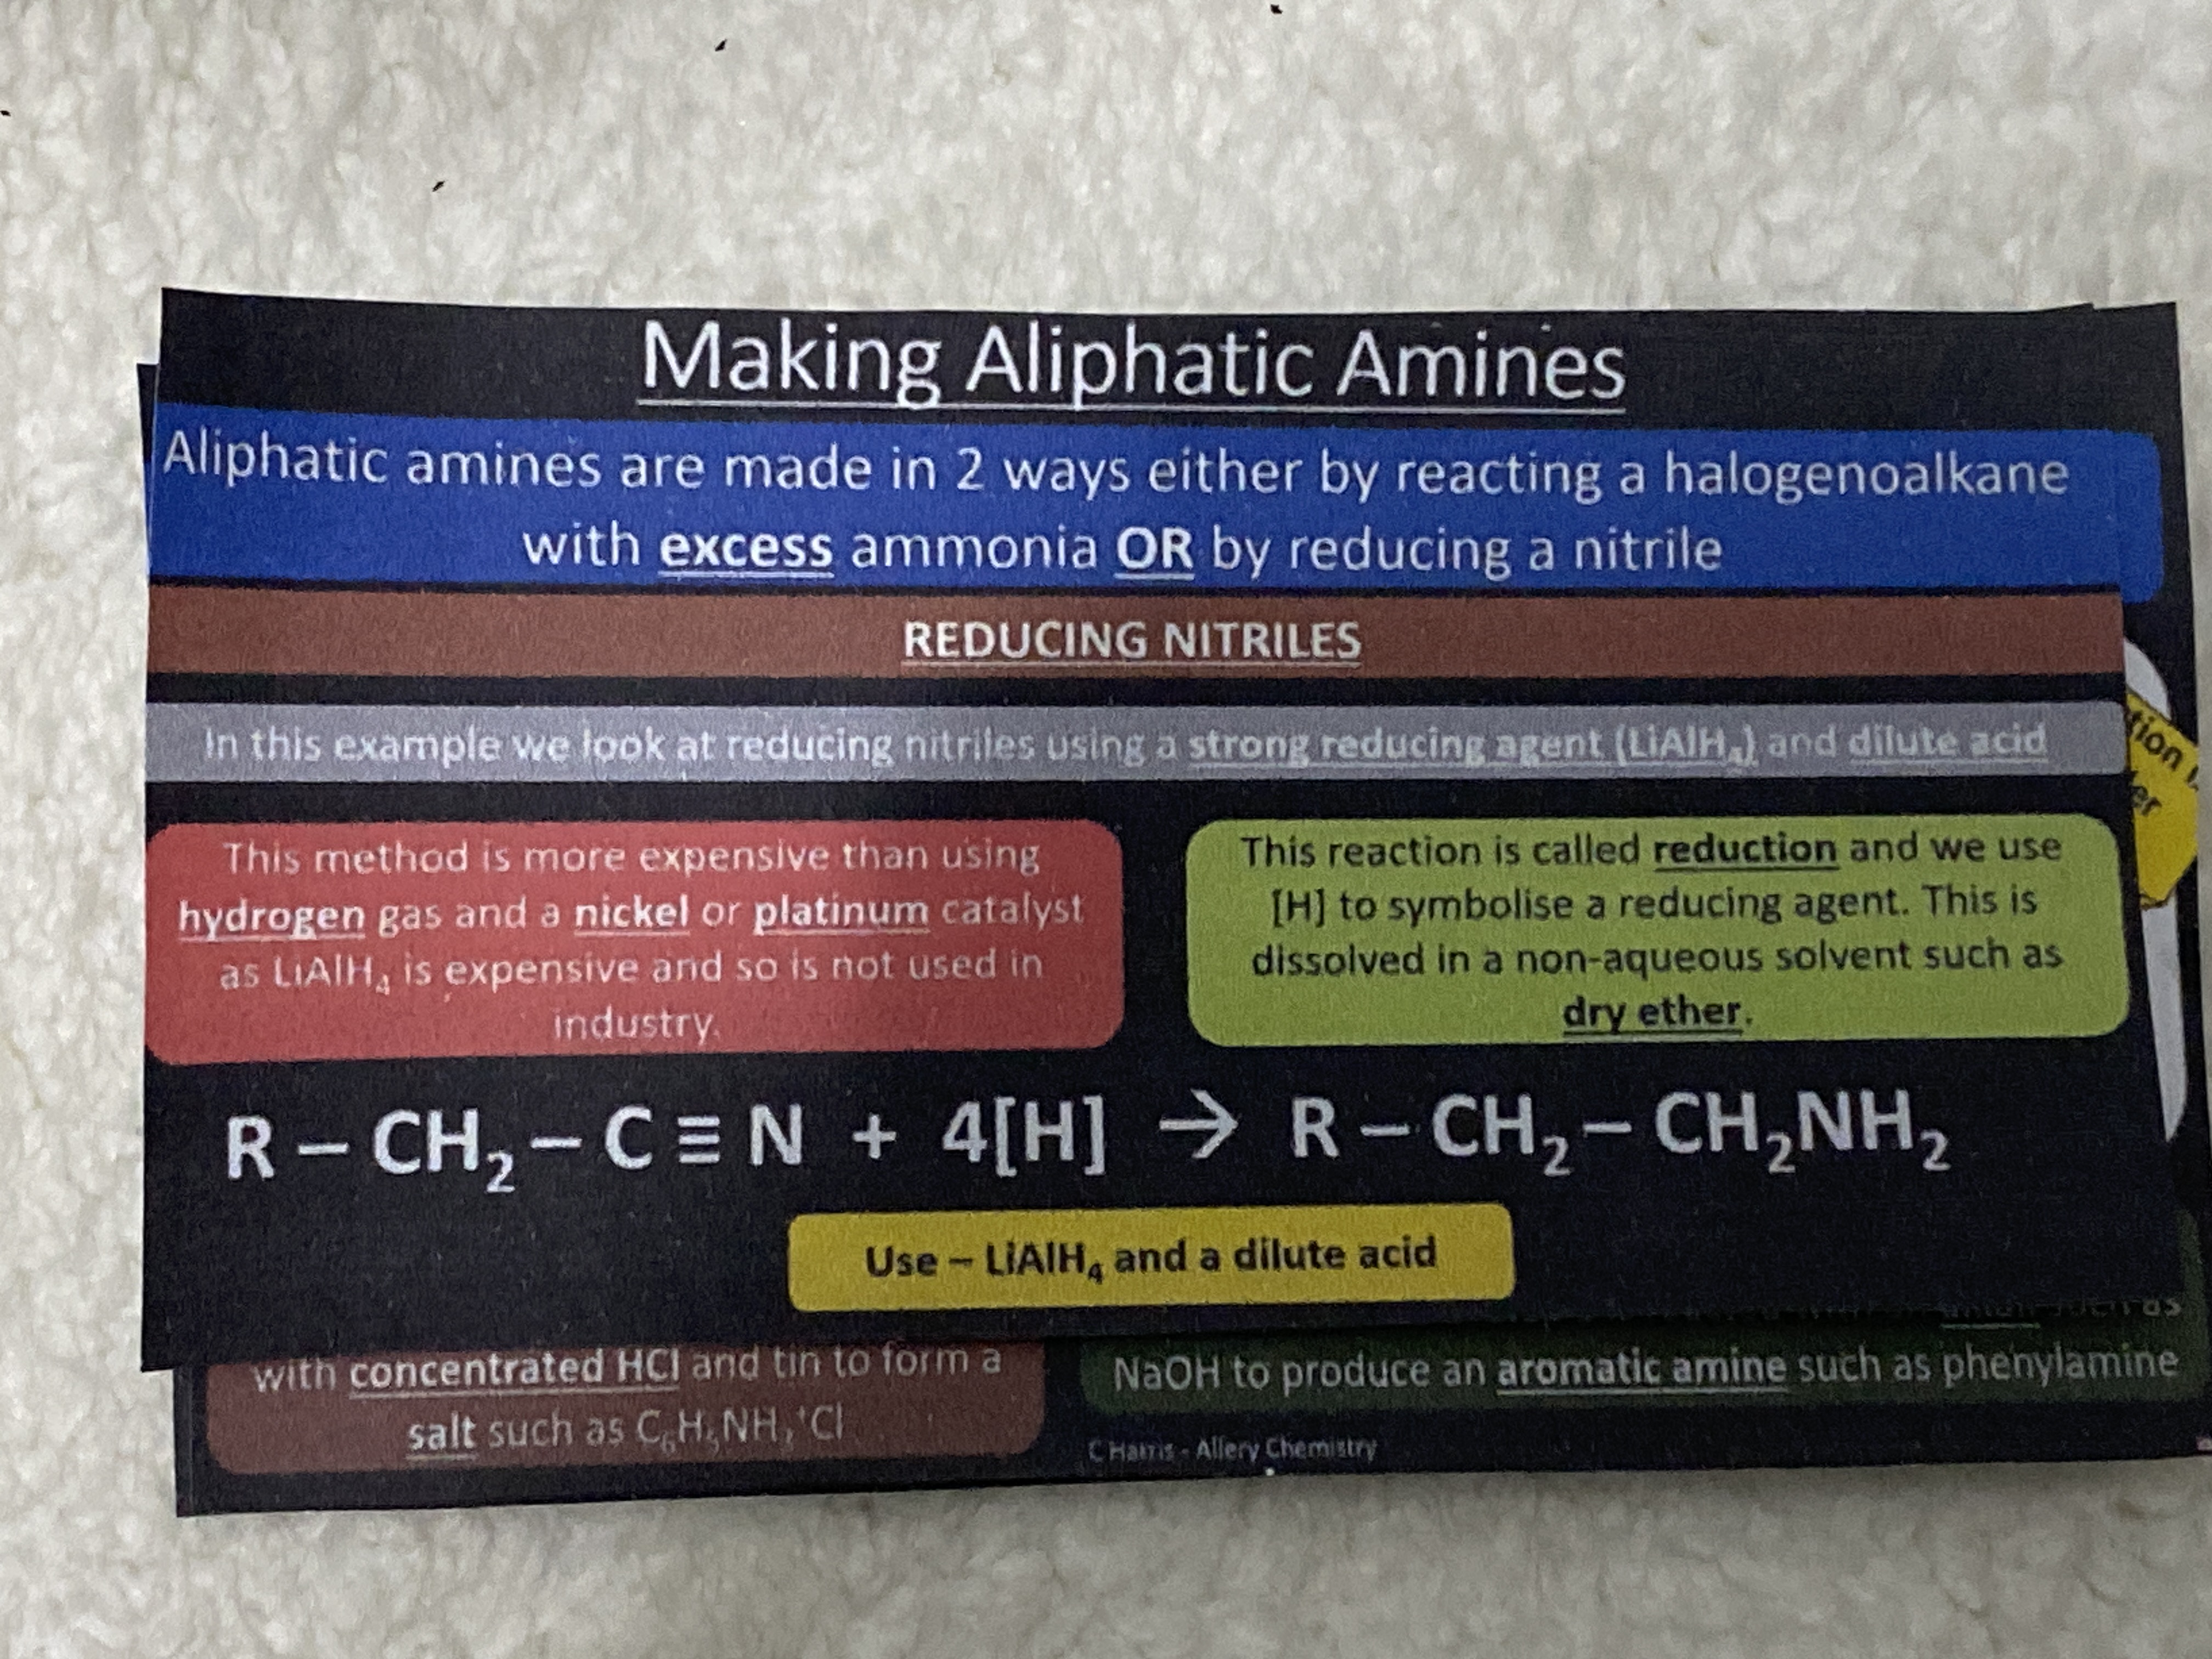 Making Aliphatic Amines
Aliphatic amines are made in 2 ways either by reacting a halogenoalkane
with excess ammonia OR by reducing a nitrile
REDUCING NITRILES
In this example we look at reducing nitriles using a strong reducing agent (LiAlH₄) and dilute acid
This method is more expensive than using
hydrogen gas and a nickel or platinum catalyst
as LiAlH₄ is expensive and so is not used in
industry.
This reaction is called reduction and we use
[H] to symbolise a reducing agent. This is
dissolved in a non-aqueous solvent such as
dry ether.
R – CH₂ – C ≡ N + 4[H] → R – CH₂ – CH₂NH₂
Use – LiAlH₄ and a dilute acid
with concentrated HCl and tin to form a
salt such as C₆H₅NH₃⁺Cl
as
NaOH to produce an aromatic amine such as phenylamine
C Harris - Allery Chemistry